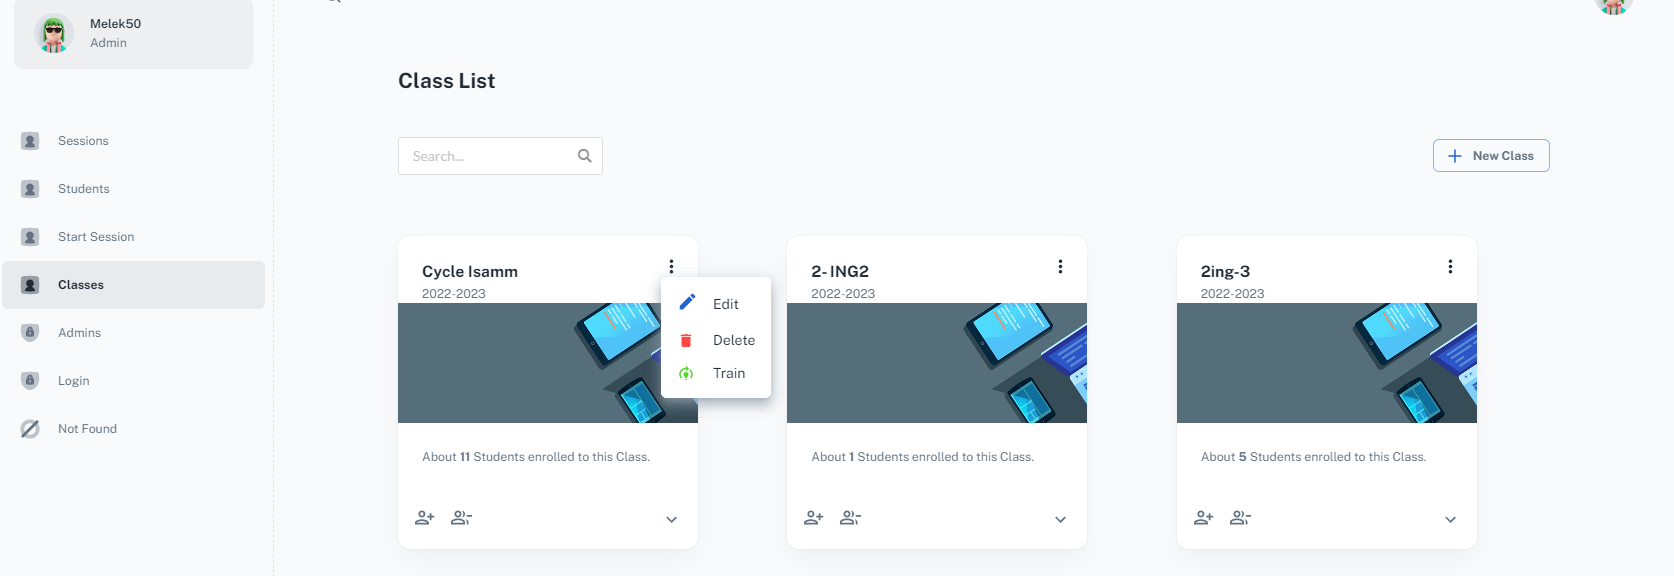 Melek50
Admin
Sessions
Students
Start Session
Classes
Admins
Login
Not Found
Class List
Search...
New Class
Cycle Isamm
2022-2023
Edit
Delete
Train
About 11 Students enrolled to this Class.
2- ING2
2022-2023
About 1 Students enrolled to this Class.
2ing-3
2022-2023
About 5 Students enrolled to this Class.